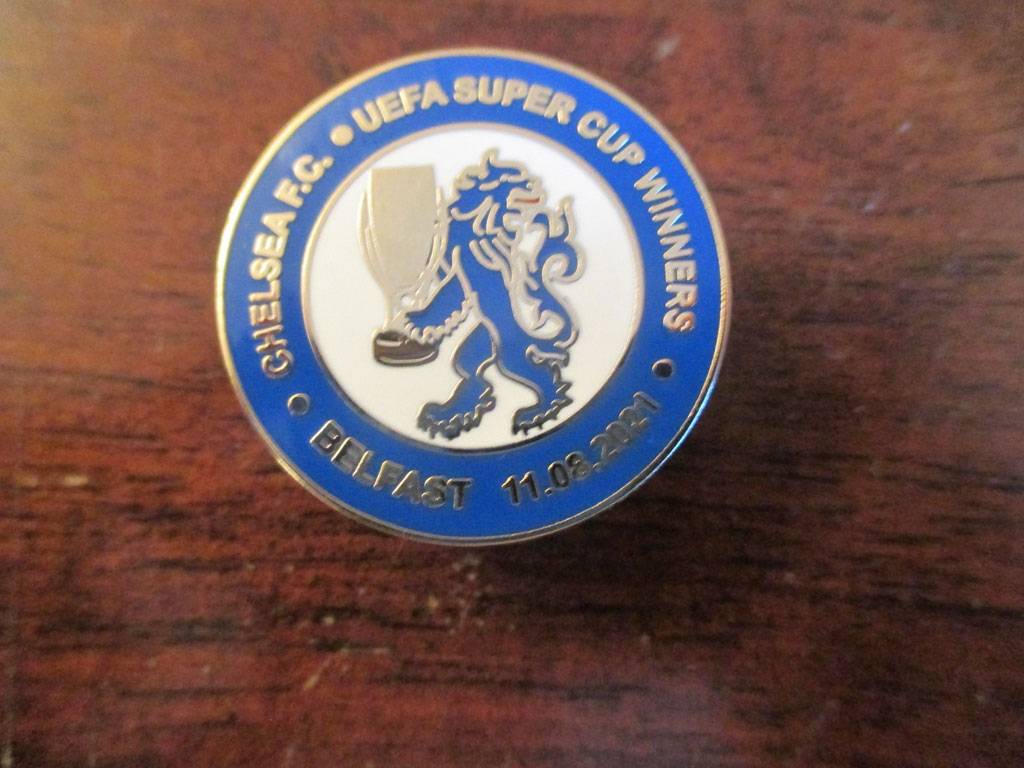 CHELSEA F.C. • UEFA SUPER CUP WINNERS
BELFAST 11.08.2021